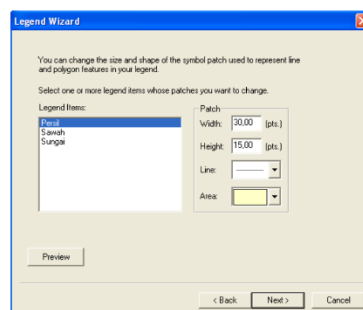 Legend Wizard
You can change the size and shape of the symbol patch used to represent line
and polygon features in your legend.
Select one or more legend items whose patches you want to change.
Legend Items:
Persil
Sawah
Sungai
Patch
Width: 30,00 (pts.)
Height: 15,00 (pts.)
Line:
Area:
Preview
< Back Next > Cancel